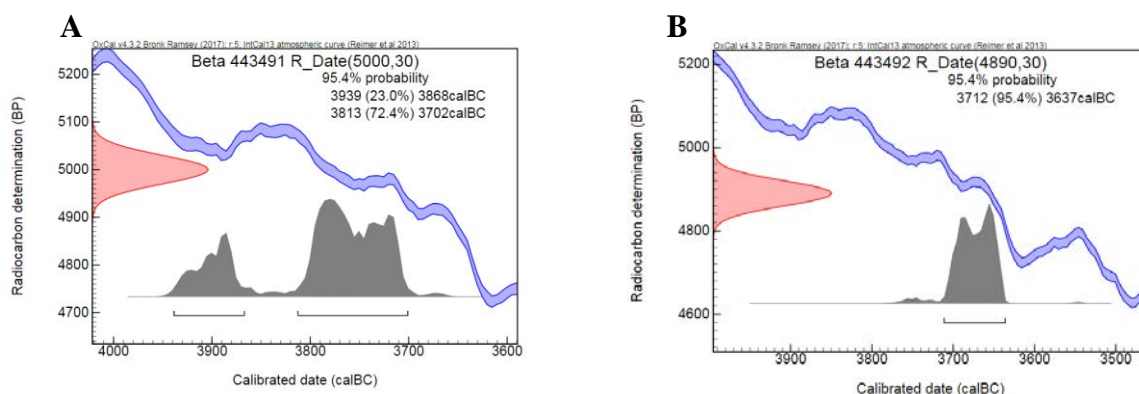 A
OxCal v4.3.2 Bronk Ramsey (2017); r:5; IntCal13 atmospheric curve (Reimer et al 2013)
Beta 443491 R_Date(5000,30)
95.4% probability
3939 (23.0%) 3868calBC
3813 (72.4%) 3702calBC
Radiocarbon determination (BP)
5200
5100
5000
4900
4800
4700
4000
3900
3800
3700
3600
Calibrated date (calBC)
B
OxCal v4.3.2 Bronk Ramsey (2017); r:5; IntCal13 atmospheric curve (Reimer et al 2013)
Beta 443492 R_Date(4890,30)
95.4% probability
3712 (95.4%) 3637calBC
Radiocarbon determination (BP)
5200
5000
4800
4600
3900
3800
3700
3600
3500
Calibrated date (calBC)